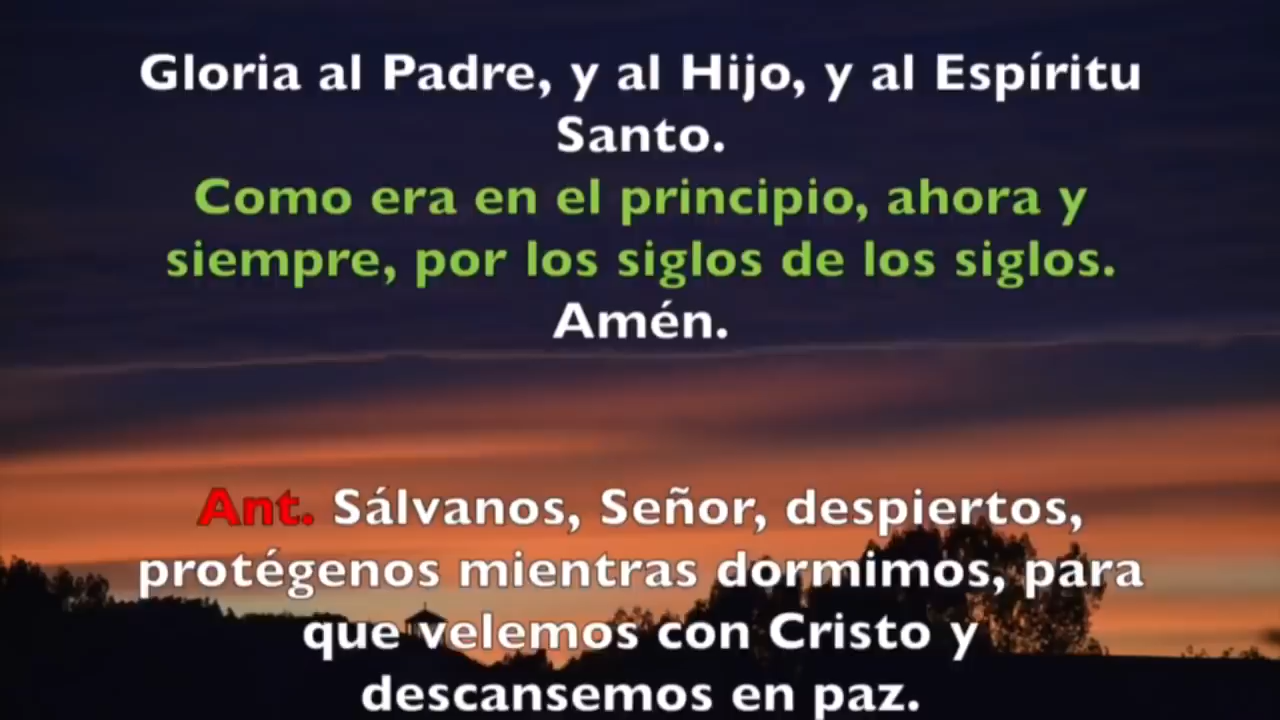 Gloria al Padre, y al Hijo, y al Espíritu
Santo.
Como era en el principio, ahora y
siempre, por los siglos de los siglos.
Amén.
Ant. Sálvanos, Señor, despiertos,
protégenos mientras dormimos, para
que velemos con Cristo y
descansemos en paz.